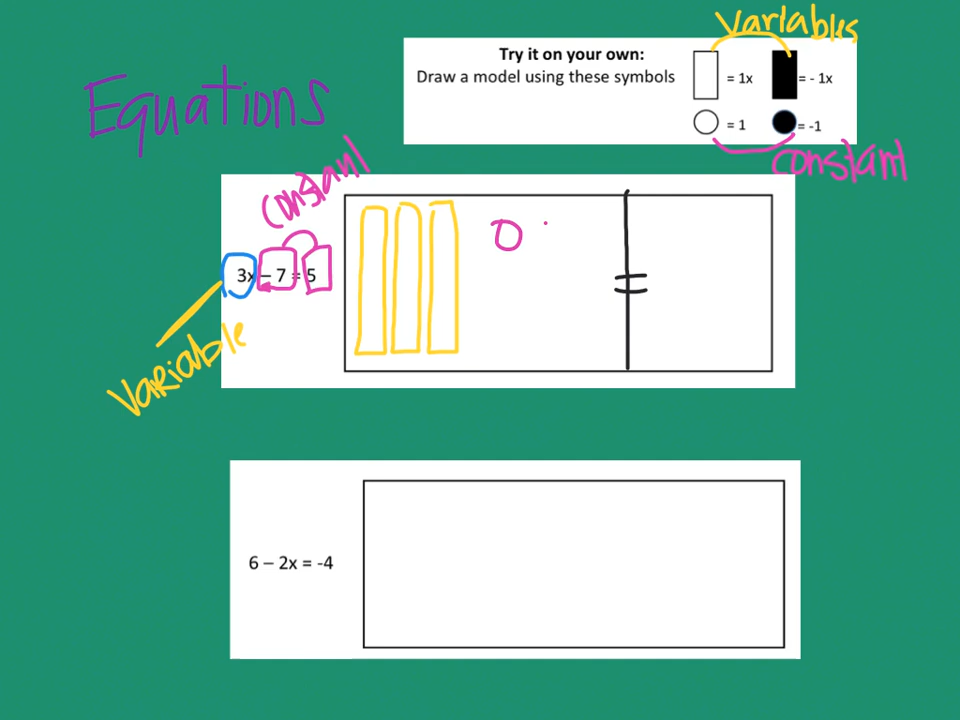 Variables
Try it on your own:
Draw a model using these symbols
= 1x
= - 1x
= 1
= -1
constant
Equations
constant
3x – 7 = 5
=
Variable
6 – 2x = -4